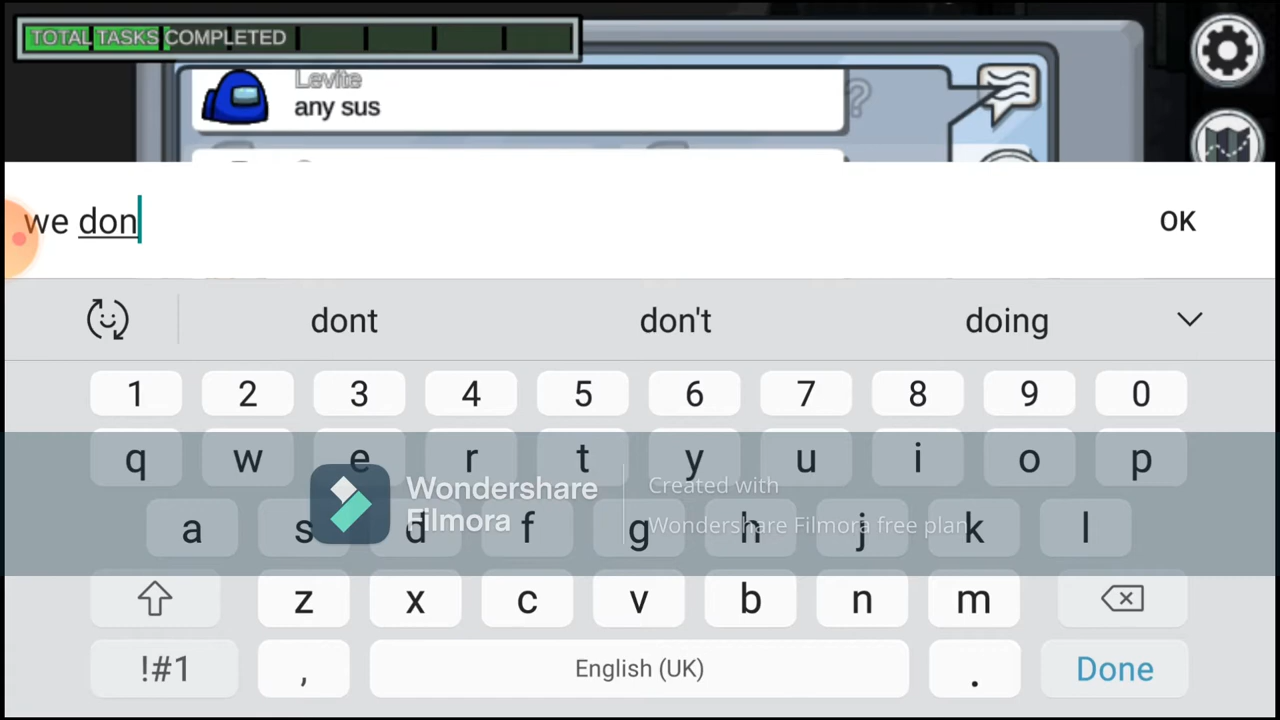 TOTAL TASKS COMPLETED
Levite
any sus
we don
OK
dont don't doing
1 2 3 4 5 6 7 8 9 0
q w e r t y u i o p
Wondershare Filmora
Created with
Wondershare Filmora free plan
a s d f g h j k l
z x c v b n m
!#1 , English (UK) . Done